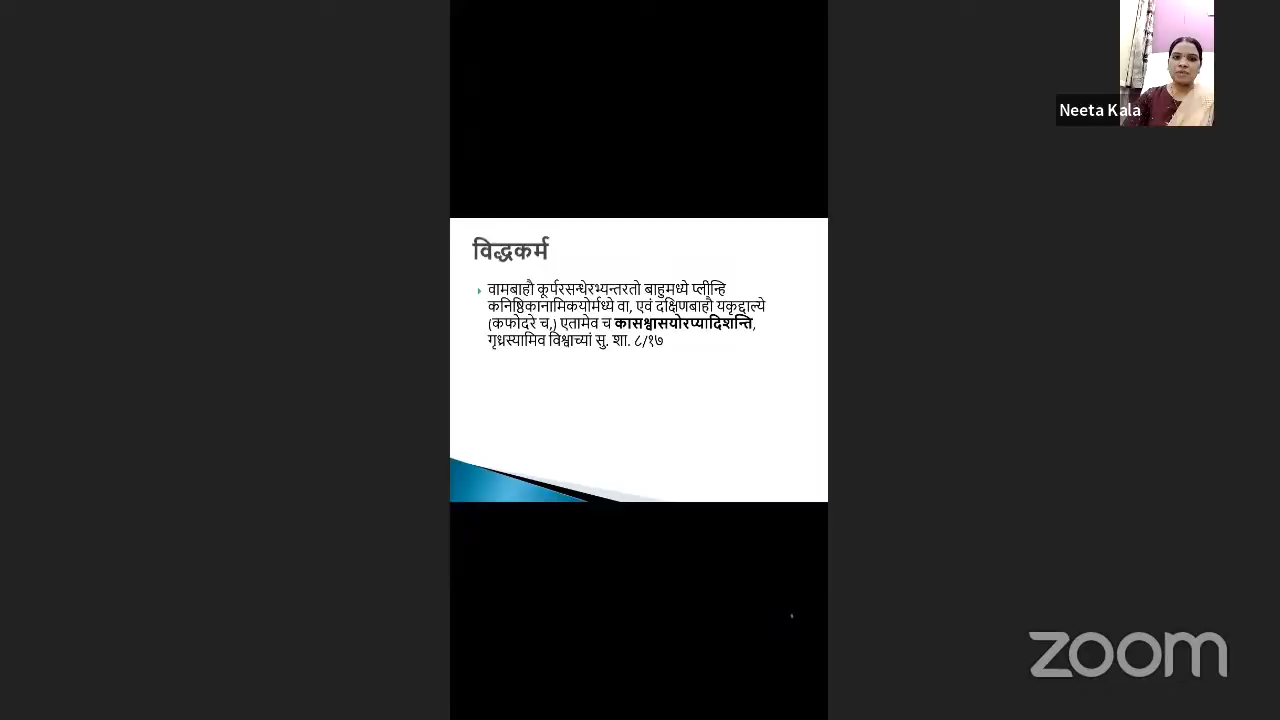 Neeta Kala
विद्धकर्म
वामबाहौ कूर्परसन्धेरभ्यन्तरतो बाहुमध्ये प्लीन्हि
कनिष्ठिकानामिकयोर्मध्ये वा, एवं दक्षिणबाहौ यकृद्दाल्ये
(कफोदरे च,) एतामेव च कासश्वासयोरप्यादिशन्ति,
गृध्रस्यामिव विश्वाच्यां सु. शा. ८/१७
zoom